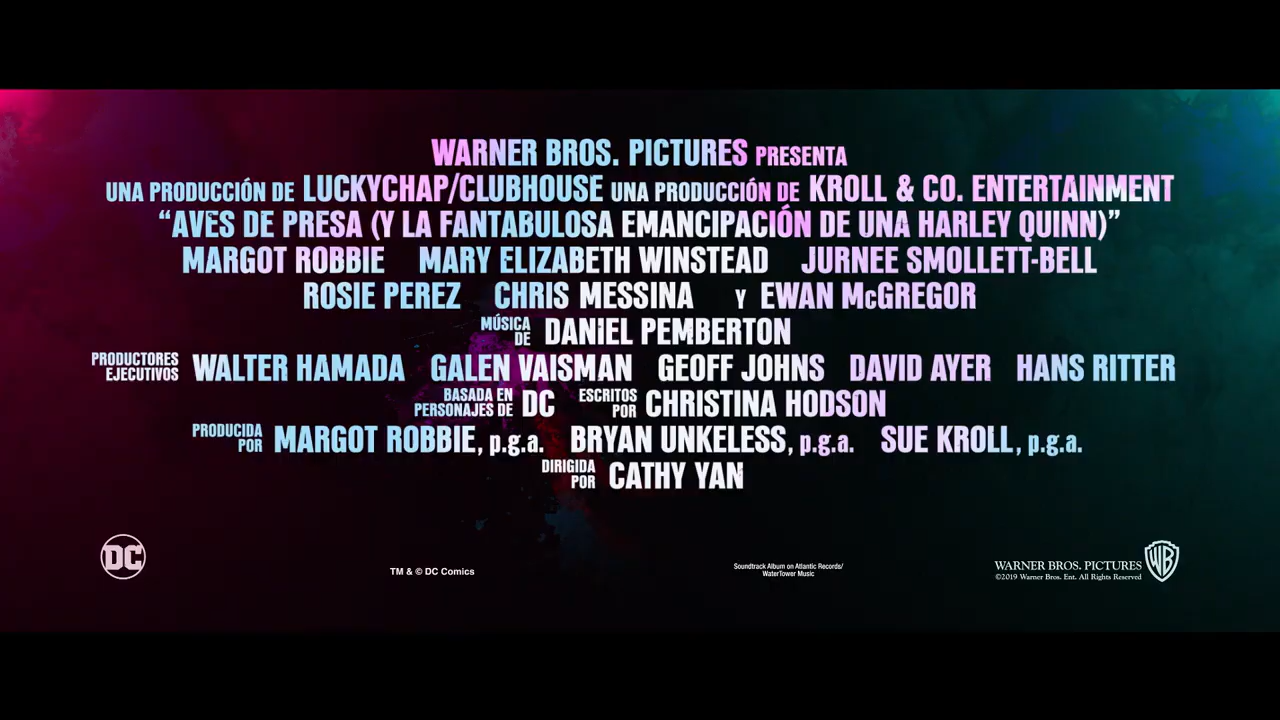 WARNER BROS. PICTURES PRESENTA
UNA PRODUCCIÓN DE LUCKYCHAP/CLUBHOUSE UNA PRODUCCIÓN DE KROLL & CO. ENTERTAINMENT
“AVES DE PRESA (Y LA FANTABULOSA EMANCIPACIÓN DE UNA HARLEY QUINN)”
MARGOT ROBBIE MARY ELIZABETH WINSTEAD JURNEE SMOLLETT-BELL
ROSIE PEREZ CHRIS MESSINA Y EWAN McGREGOR
MÚSICA DE DANIEL PEMBERTON
PRODUCTORES EJECUTIVOS WALTER HAMADA GALEN VAISMAN GEOFF JOHNS DAVID AYER HANS RITTER
BASADA EN PERSONAJES DE DC ESCRITOS POR CHRISTINA HODSON
PRODUCIDA POR MARGOT ROBBIE, p.g.a. BRYAN UNKELESS, p.g.a. SUE KROLL, p.g.a.
DIRIGIDA POR CATHY YAN
DC
TM & © DC Comics
Soundtrack Album on Atlantic Records/
WaterTower Music
WARNER BROS. PICTURES
©2019 Warner Bros. Ent. All Rights Reserved
WB